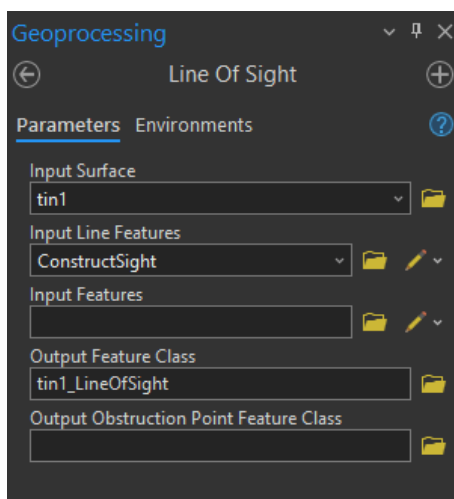 Geoprocessing
Line Of Sight
Parameters Environments
Input Surface
tin1
Input Line Features
ConstructSight
Input Features
Output Feature Class
tin1_LineOfSight
Output Obstruction Point Feature Class